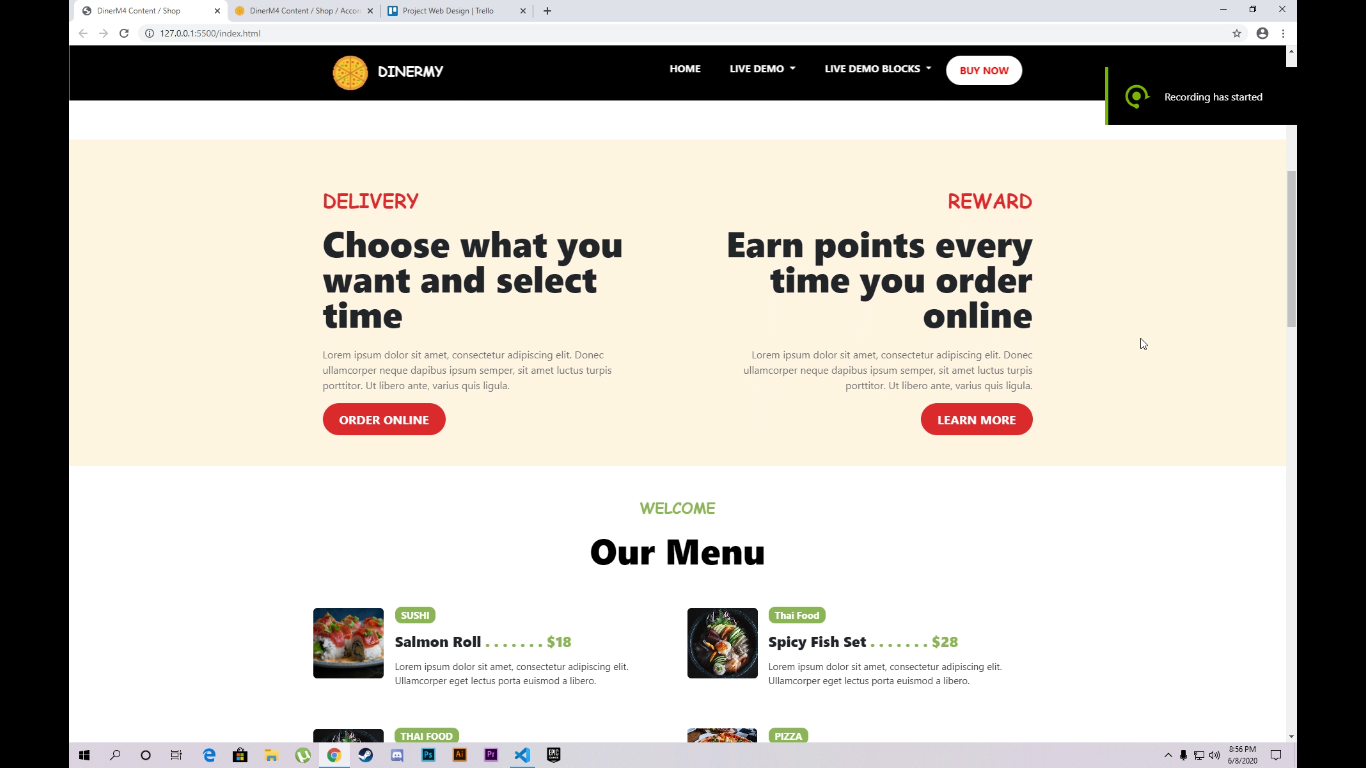 DinerM4 Content / Shop
DinerM4 Content / Shop / Accor
Project Web Design | Trello
127.0.0.1:5500/index.html
DINERMY
HOME
LIVE DEMO
LIVE DEMO BLOCKS
BUY NOW
Recording has started
DELIVERY
Choose what you
want and select
time
Lorem ipsum dolor sit amet, consectetur adipiscing elit. Donec
ullamcorper neque dapibus ipsum semper, sit amet luctus turpis
porttitor. Ut libero ante, varius quis ligula.
ORDER ONLINE
REWARD
Earn points every
time you order
online
Lorem ipsum dolor sit amet, consectetur adipiscing elit. Donec
ullamcorper neque dapibus ipsum semper, sit amet luctus turpis
porttitor. Ut libero ante, varius quis ligula.
LEARN MORE
WELCOME
Our Menu
SUSHI
Salmon Roll . . . . . . . $18
Lorem ipsum dolor sit amet, consectetur adipiscing elit.
Ullamcorper eget lectus porta euismod a libero.
Thai Food
Spicy Fish Set . . . . . . . $28
Lorem ipsum dolor sit amet, consectetur adipiscing elit.
Ullamcorper eget lectus porta euismod a libero.
THAI FOOD
PIZZA
Ps
Ai
Pr
EPIC
GAMES
8:56 PM
6/8/2020